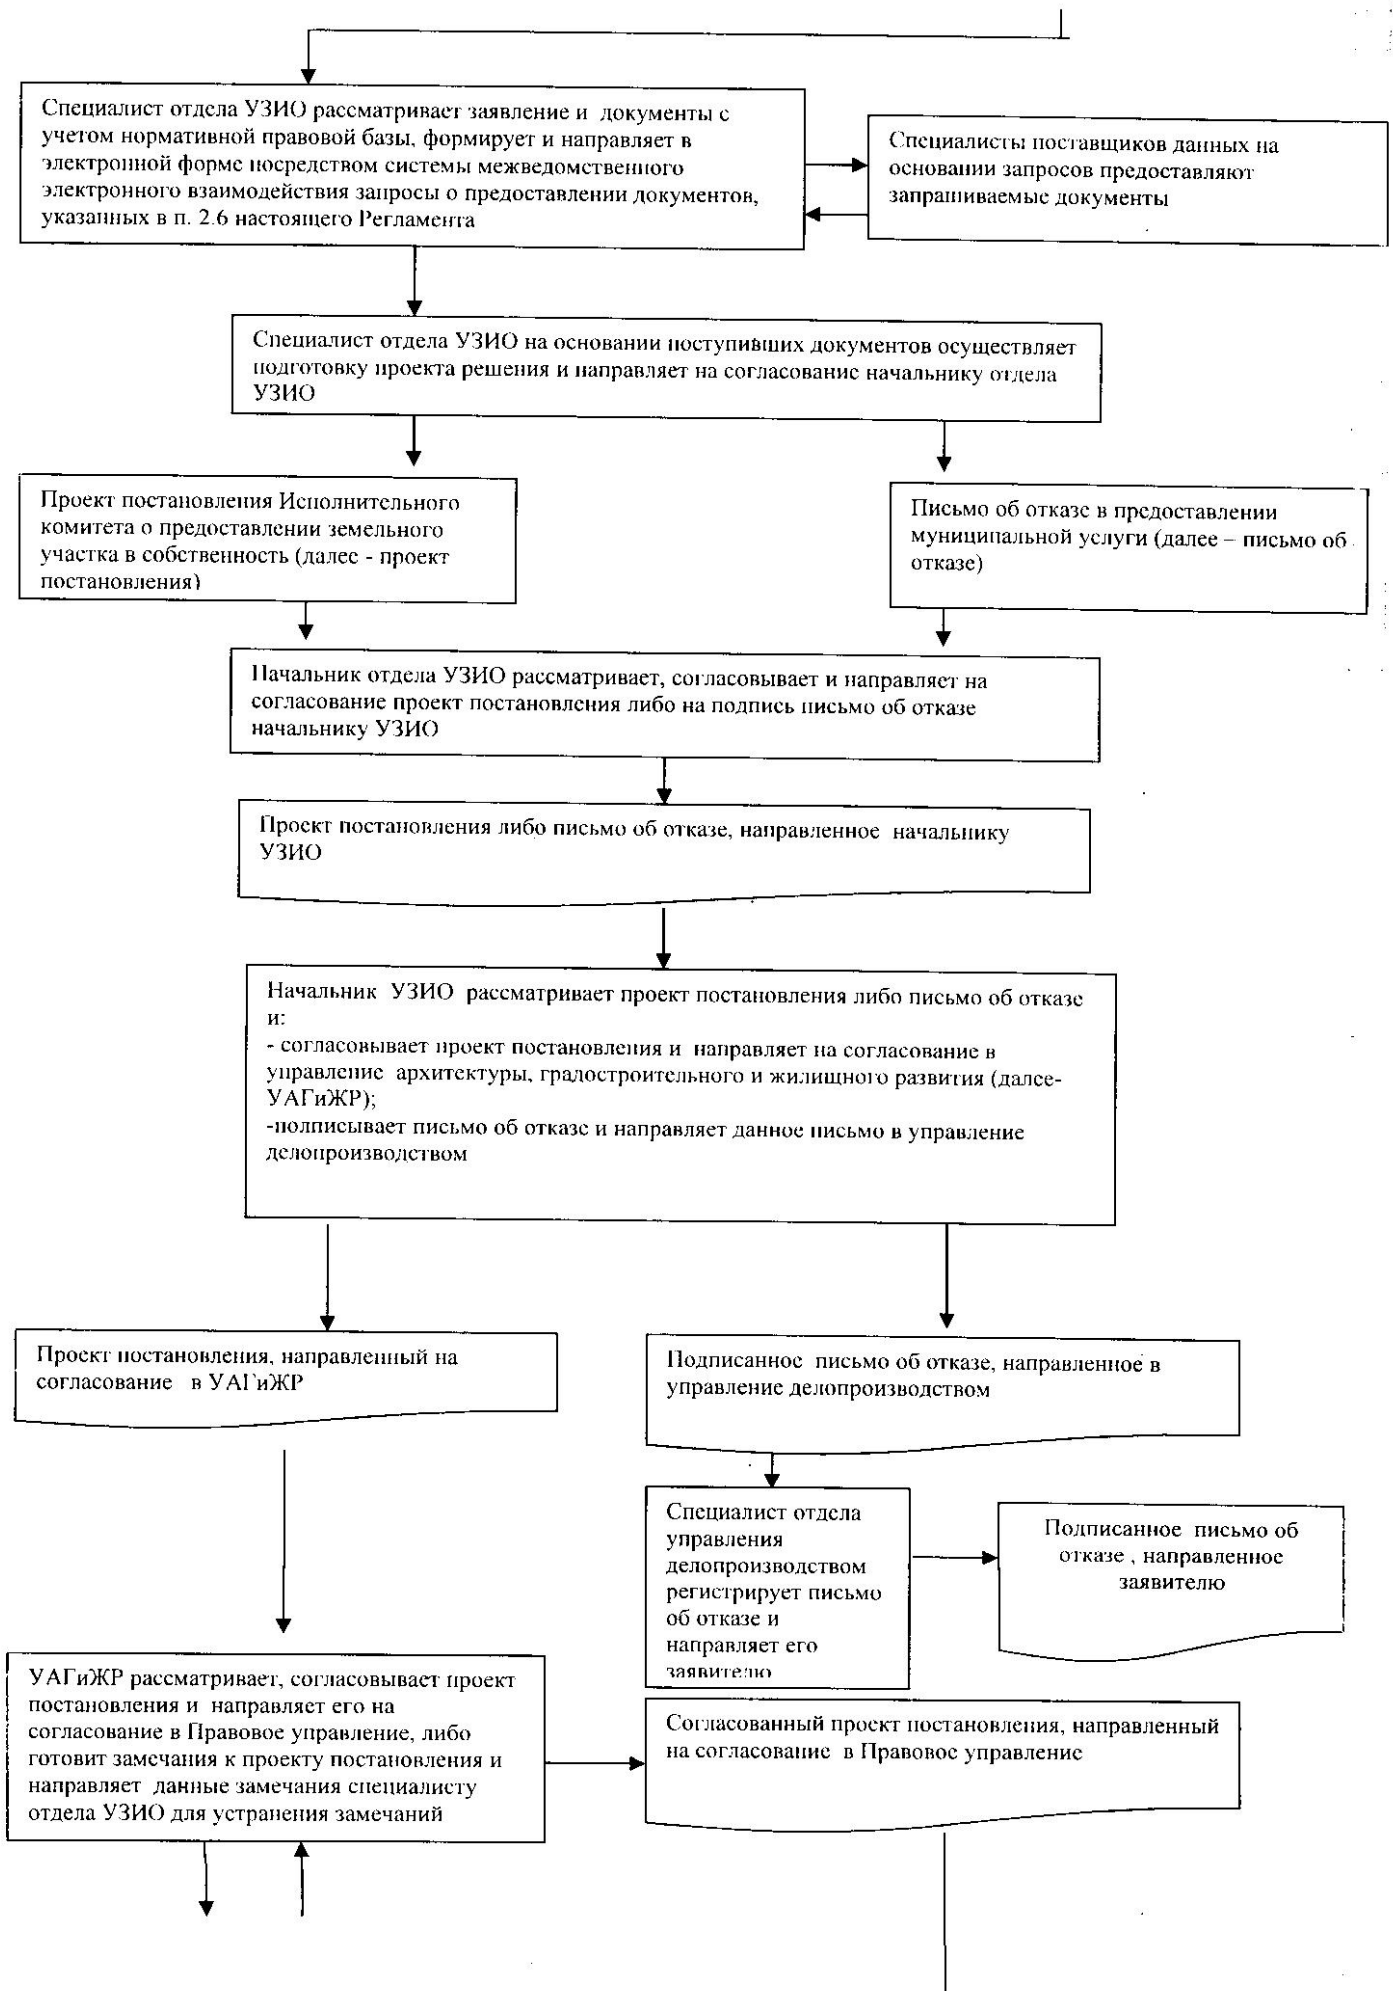 Специалист отдела УЗИО рассматривает заявление и документы с
учетом нормативной правовой базы, формирует и направляет в
электронной форме посредством системы межведомственного
электронного взаимодействия запросы о предоставлении документов,
указанных в п. 2.6 настоящего Регламента
Специалисты поставщиков данных на
основании запросов предоставляют
запрашиваемые документы
Специалист отдела УЗИО на основании поступивших документов осуществляет
подготовку проекта решения и направляет на согласование начальнику отдела
УЗИО
Проект постановления Исполнительного
комитета о предоставлении земельного
участка в собственность (далее - проект
постановления)
Письмо об отказе в предоставлении
муниципальной услуги (далее – письмо об
отказе)
Начальник отдела УЗИО рассматривает, согласовывает и направляет на
согласование проект постановления либо на подпись письмо об отказе
начальнику УЗИО
Проект постановления либо письмо об отказе, направленное начальнику
УЗИО
Начальник УЗИО рассматривает проект постановления либо письмо об отказе
и:
- согласовывает проект постановления и направляет на согласование в
управление архитектуры, градостроительного и жилищного развития (далее-
УАГиЖР);
-подписывает письмо об отказе и направляет данное письмо в управление
делопроизводством
Проект постановления, направленный на
согласование в УАГиЖР
Подписанное письмо об отказе, направленное в
управление делопроизводством
Специалист отдела
управления
делопроизводством
регистрирует письмо
об отказе и
направляет его
заявителю
Подписанное письмо об
отказе , направленное
заявителю
УАГиЖР рассматривает, согласовывает проект
постановления и направляет его на
согласование в Правовое управление, либо
готовит замечания к проекту постановления и
направляет данные замечания специалисту
отдела УЗИО для устранения замечаний
Согласованный проект постановления, направленный
на согласование в Правовое управление